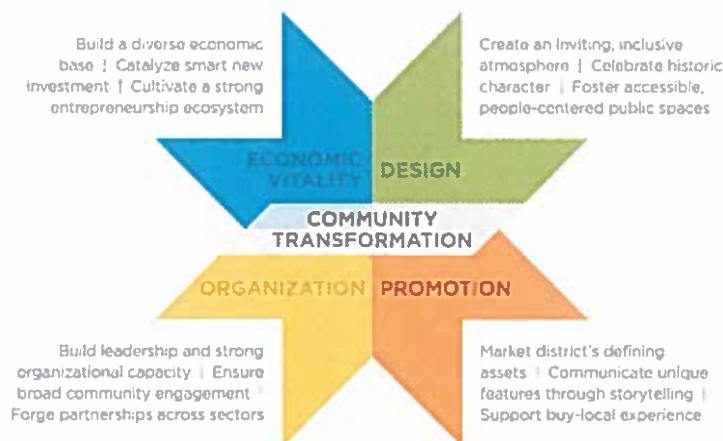 Build a diverse economic
base | Catalyze smart new
investment | Cultivate a strong
entrepreneurship ecosystem
Create an inviting, inclusive
atmosphere | Celebrate historic
character | Foster accessible,
people-centered public spaces
ECONOMIC
VITALITY
DESIGN
COMMUNITY
TRANSFORMATION
ORGANIZATION
PROMOTION
Build leadership and strong
organizational capacity | Ensure
broad community engagement |
Forge partnerships across sectors
Market district's defining
assets | Communicate unique
features through storytelling |
Support buy-local experience